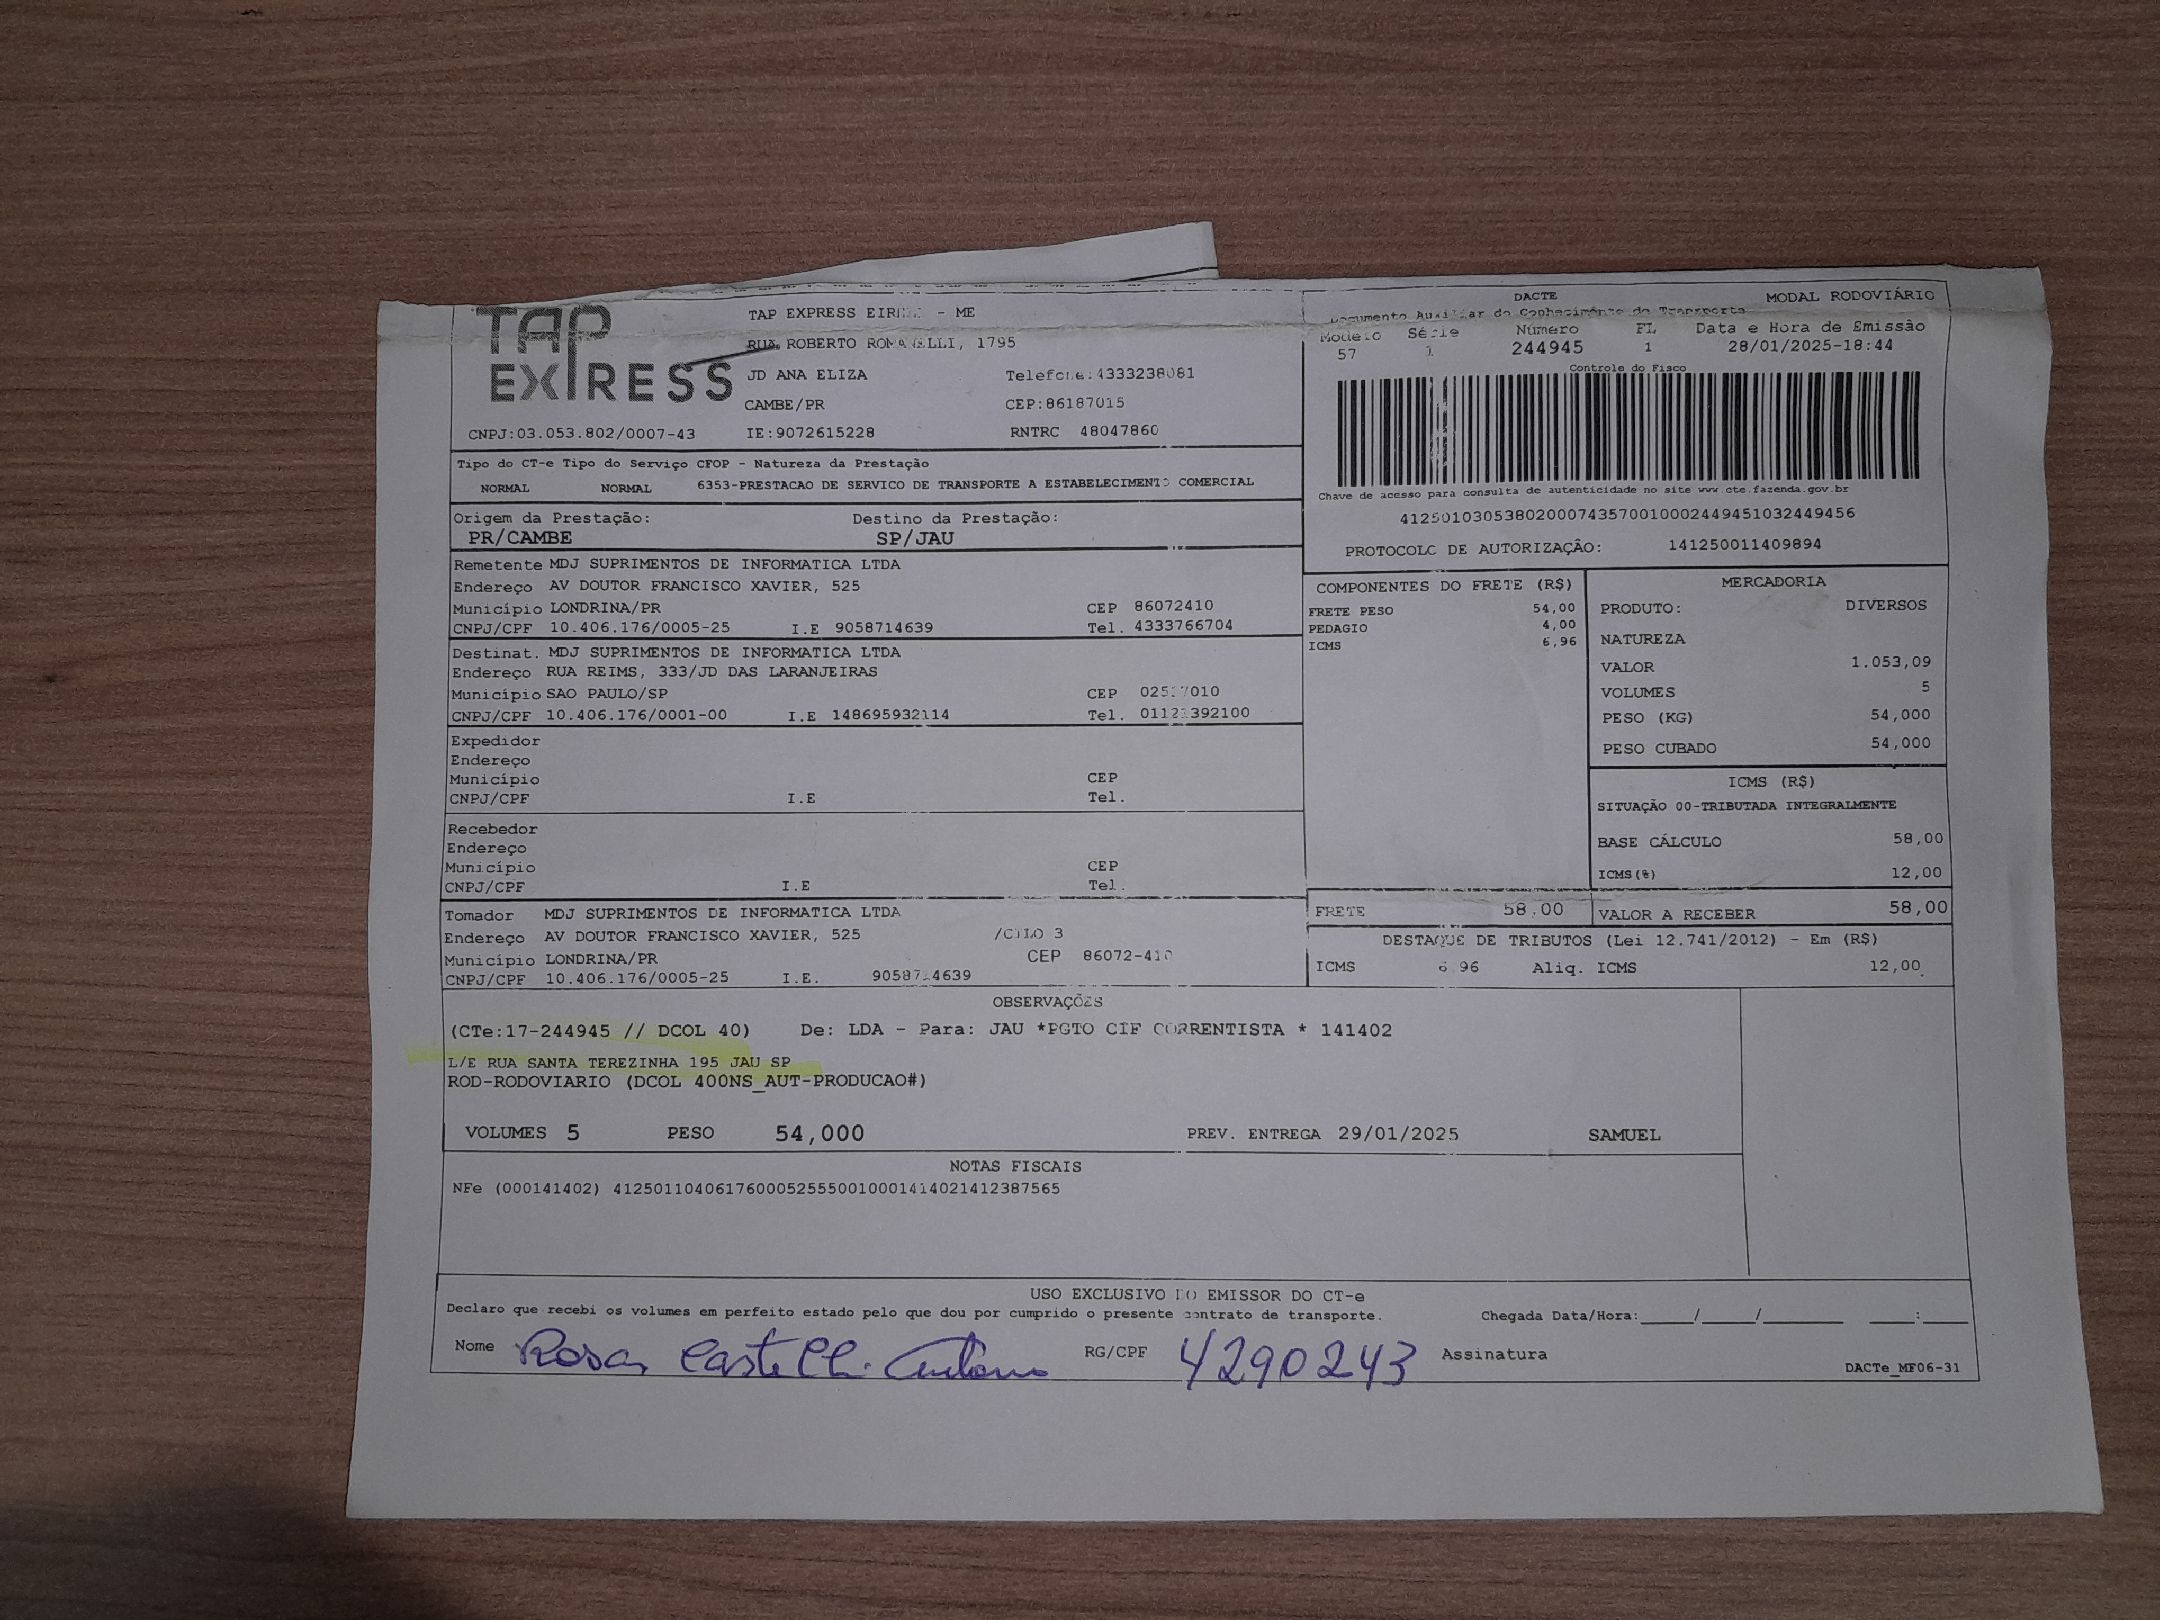 TAP
EXPRESS
TAP EXPRESS - ME
RUA ROBERTO ROMANELLI, 1795
JD ANA ELIZA Telefone:4333238081
CAMBE/PR CEP:86187015
CNPJ:03.053.802/0007-43 IE:9072615228 RNTRC 48047860
DACTE MODAL RODOVIÁRIO
Documento Auxiliar do Conhecimento de Transporte
Modelo Série Número FL Data e Hora de Emissão
57 1 244945 1 28/01/2025-18:44
Controle do Fisco
Chave de acesso para consulta de autenticidade no site www.cte.fazenda.gov.br
41250103053802000743570010002449451032449456
PROTOCOLO DE AUTORIZAÇÃO: 141250011409894
Tipo do CT-e Tipo do Serviço CFOP - Natureza da Prestação
NORMAL NORMAL 6353-PRESTACAO DE SERVICO DE TRANSPORTE A ESTABELECIMENTO COMERCIAL
Origem da Prestação: Destino da Prestação:
PR/CAMBE SP/JAU
Remetente MDJ SUPRIMENTOS DE INFORMATICA LTDA
Endereço AV DOUTOR FRANCISCO XAVIER, 525
Município LONDRINA/PR CEP 86072410
CNPJ/CPF 10.406.176/0005-25 I.E 9058714639 Tel. 4333766704
Destinat. MDJ SUPRIMENTOS DE INFORMATICA LTDA
Endereço RUA REIMS, 333/JD DAS LARANJEIRAS
Município SAO PAULO/SP CEP
CNPJ/CPF 10.406.176/0001-00 I.E 148695932114 Tel.
Expedidor
Endereço
Município CEP
CNPJ/CPF I.E Tel.
Recebedor
Endereço
Município CEP
CNPJ/CPF I.E Tel.
Tomador MDJ SUPRIMENTOS DE INFORMATICA LTDA
Endereço AV DOUTOR FRANCISCO XAVIER, 525
Município LONDRINA/PR CEP 86072-410
CNPJ/CPF 10.406.176/0005-25 I.E. 9058714639
COMPONENTES DO FRETE (R$)
FRETE PESO 54,00
PEDAGIO 4,00
ICMS 6,96
MERCADORIA
PRODUTO: DIVERSOS
NATUREZA
VALOR 1.053,09
VOLUMES 5
PESO (KG) 54,000
PESO CUBADO 54,000
ICMS (R$)
SITUAÇÃO 00-TRIBUTADA INTEGRALMENTE
BASE CÁLCULO 58,00
ICMS(%) 12,00
FRETE 58,00 VALOR A RECEBER 58,00
DESTAQUE DE TRIBUTOS (Lei 12.741/2012) - Em (R$)
ICMS 6,96 Aliq. ICMS 12,00
OBSERVAÇÕES
(CTe:17-244945 // DCOL 40) De: LDA - Para: JAU *PGTO CIF CORRENTISTA * 141402
L/E RUA SANTA TEREZINHA 195 JAU SP
ROD-RODOVIARIO (DCOL 400NS_AUT-PRODUCAO#)
VOLUMES 5 PESO 54,000 PREV. ENTREGA 29/01/2025 SAMUEL
NOTAS FISCAIS
NFe (000141402) 41250110406176000525550010001414021412387565
USO EXCLUSIVO DO EMISSOR DO CT-e
Declaro que recebi os volumes em perfeito estado pelo que dou por cumprido o presente contrato de transporte. Chegada Data/Hora:____/____/______ ____:____
Nome Rosa Castelli RG/CPF 4290243 Assinatura
DACTe_MF06-31